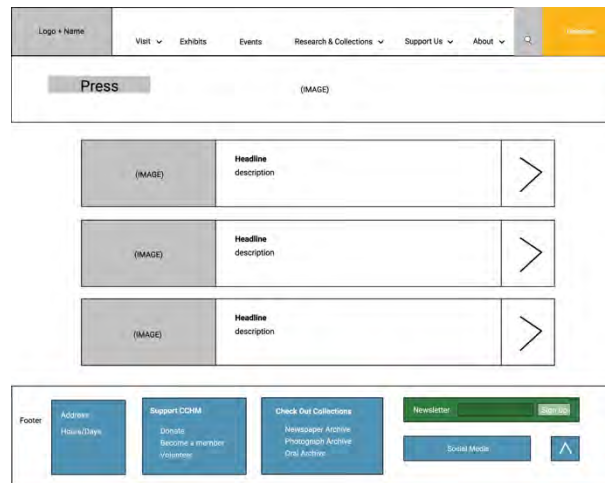 Logo + Name
Visit Exhibits Events Research & Collections Support Us About
Press
(IMAGE)
(IMAGE)
Headline
description
(IMAGE)
Headline
description
(IMAGE)
Headline
description
Footer
Address
Hours/Days
Support CCHM
Donate
Become a member
Volunteer
Check Out Collections
Newspaper Archive
Photograph Archive
Oral Archive
Newsletter
Sign Up
Social Media